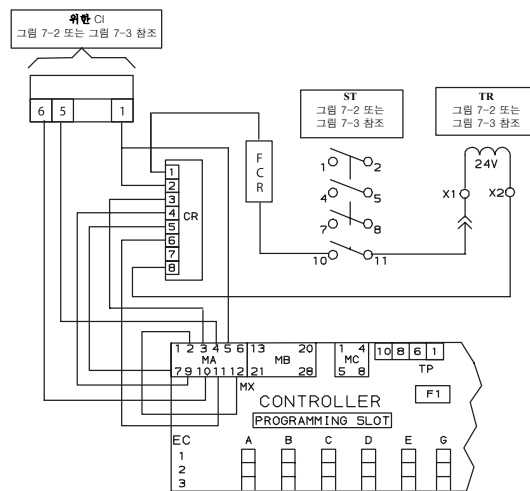 위한 CI
그림 7-2 또는 그림 7-3 참조
6 5 1
ST
그림 7-2 또는
그림 7-3 참조
TR
그림 7-2 또는
그림 7-3 참조
F
C
R
24V
X1 X2
1 2
4 5
7 8
10 11
1
2
3
4
5
6
7
8
CR
1 2 3 4 5 6 13 20
MA MB
7 9 10 11 12 21 28
MX
1 4
MC
5 8
10 8 6 1
TP
F1
CONTROLLER
PROGRAMMING SLOT
EC A B C D E G
1
2
3